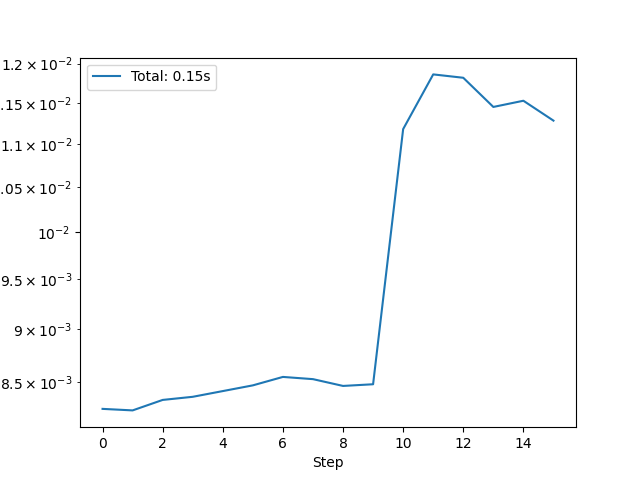 Total: 0.15s
1.2 × 10⁻²
.15 × 10⁻²
1.1 × 10⁻²
.05 × 10⁻²
10⁻²
9.5 × 10⁻³
9 × 10⁻³
8.5 × 10⁻³
0 2 4 6 8 10 12 14
Step